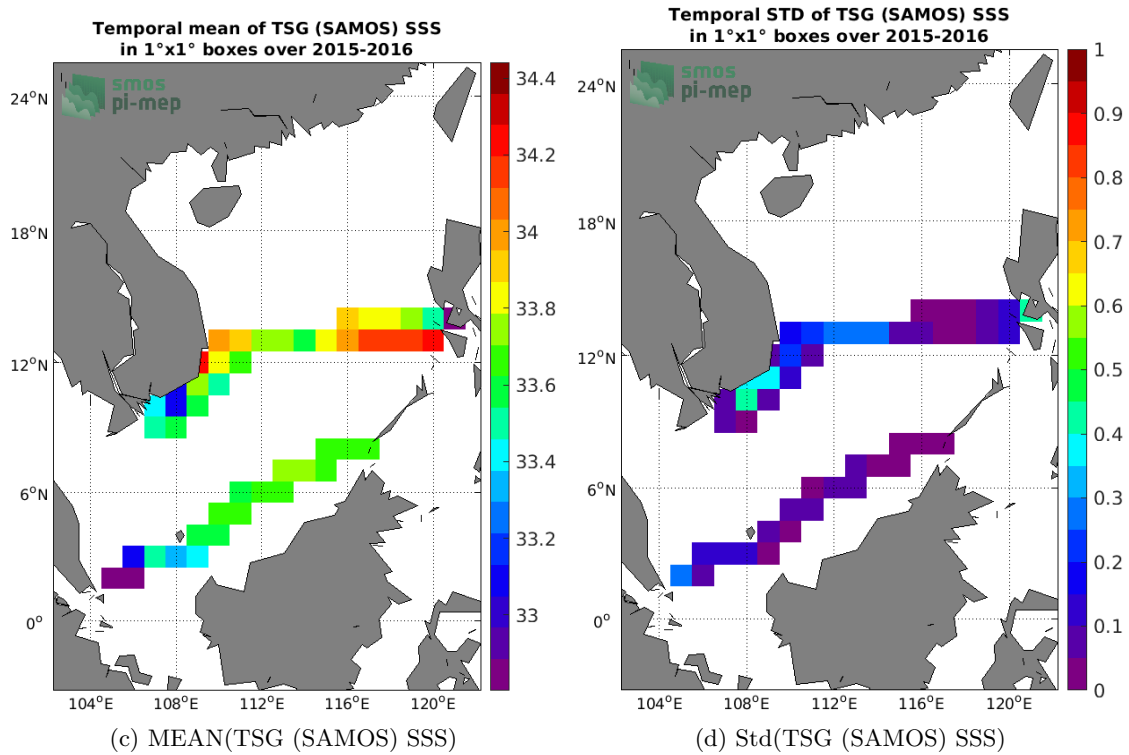 Temporal mean of TSG (SAMOS) SSS
in 1°x1° boxes over 2015-2016
smos
pi-mep
24°N
18°N
12°N
6°N
0°
104°E
108°E
112°E
116°E
120°E
34.4
34.2
34
33.8
33.6
33.4
33.2
33
(c) MEAN(TSG (SAMOS) SSS)
Temporal STD of TSG (SAMOS) SSS
in 1°x1° boxes over 2015-2016
smos
pi-mep
24°N
18°N
12°N
6°N
0°
104°E
108°E
112°E
116°E
120°E
1
0.9
0.8
0.7
0.6
0.5
0.4
0.3
0.2
0.1
0
(d) Std(TSG (SAMOS) SSS)